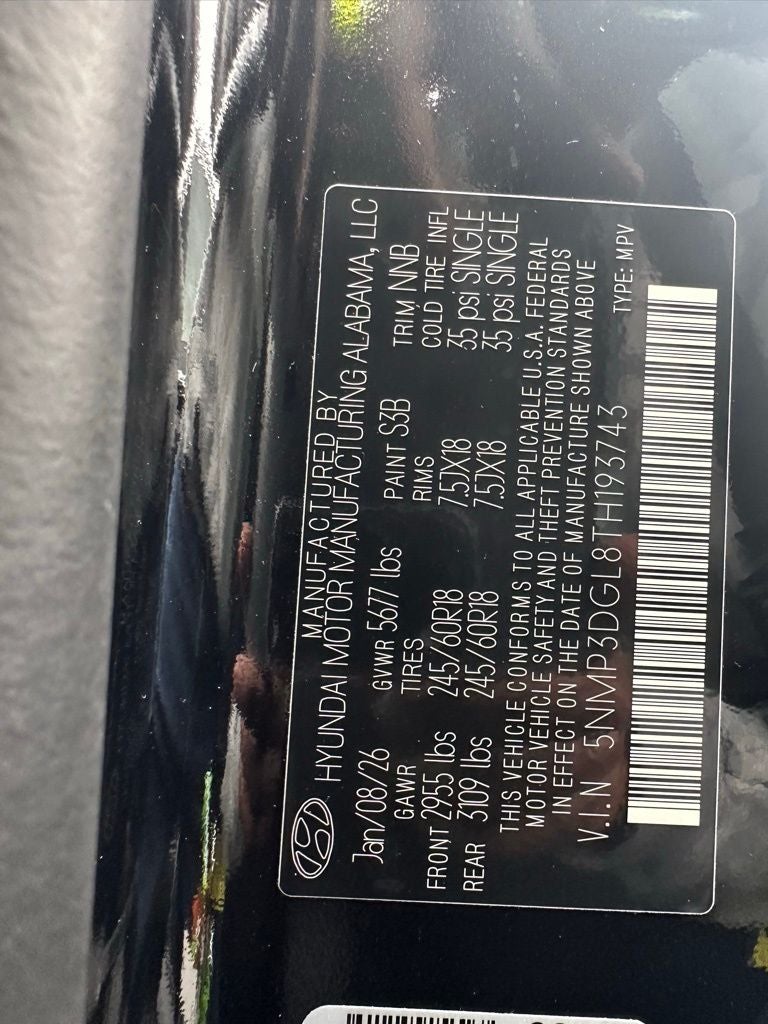 MANUFACTURED BY
HYUNDAI MOTOR MANUFACTURING ALABAMA, LLC
Jan/08/26 GVWR 5677 lbs PAINT S3B TRIM NNB
GAWR TIRES RIMS COLD TIRE INFL
FRONT 2955 lbs 245/60R18 7.5JX18 35 psi SINGLE
REAR 3109 lbs 245/60R18 7.5JX18 35 psi SINGLE
THIS VEHICLE CONFORMS TO ALL APPLICABLE U.S.A. FEDERAL
MOTOR VEHICLE SAFETY AND THEFT PREVENTION STANDARDS
IN EFFECT ON THE DATE OF MANUFACTURE SHOWN ABOVE
V.I.N 5NMP3DGL8TH193743 TYPE: MPV